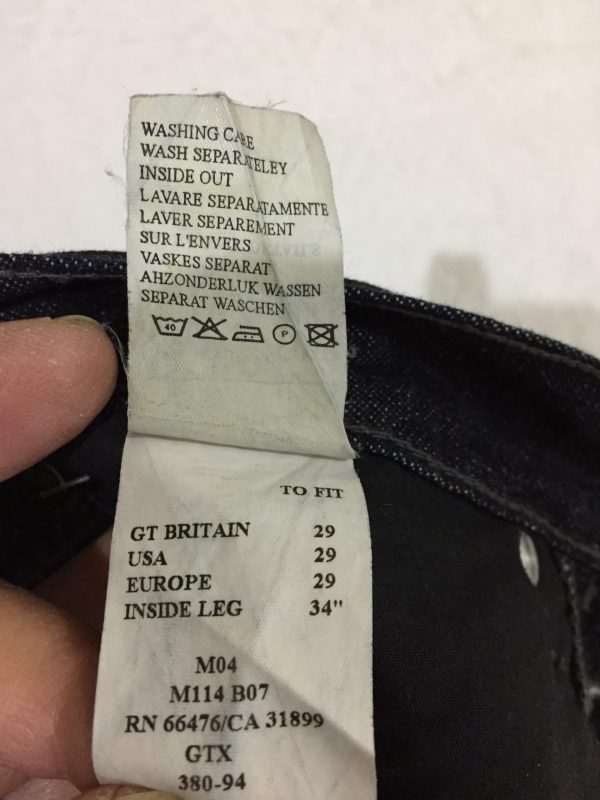 WASHING CARE
WASH SEPARATELEY
INSIDE OUT
LAVARE SEPARATAMENTE
LAVER SEPAREMENT
SUR L'ENVERS
VASKES SEPARAT
AHZONDERLUK WASSEN
SEPARAT WASCHEN
40 P
TO FIT
GT BRITAIN 29
USA 29
EUROPE 29
INSIDE LEG 34"
M04
M114 B07
RN 66476/CA 31899
GTX
380-94